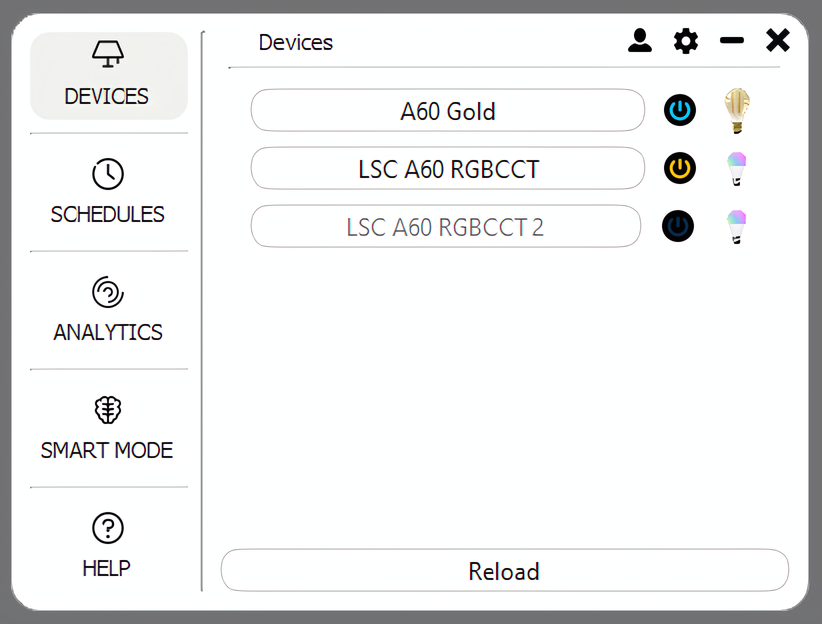 DEVICES
SCHEDULES
ANALYTICS
SMART MODE
HELP
Devices
A60 Gold
LSC A60 RGBCCT
LSC A60 RGBCCT 2
Reload